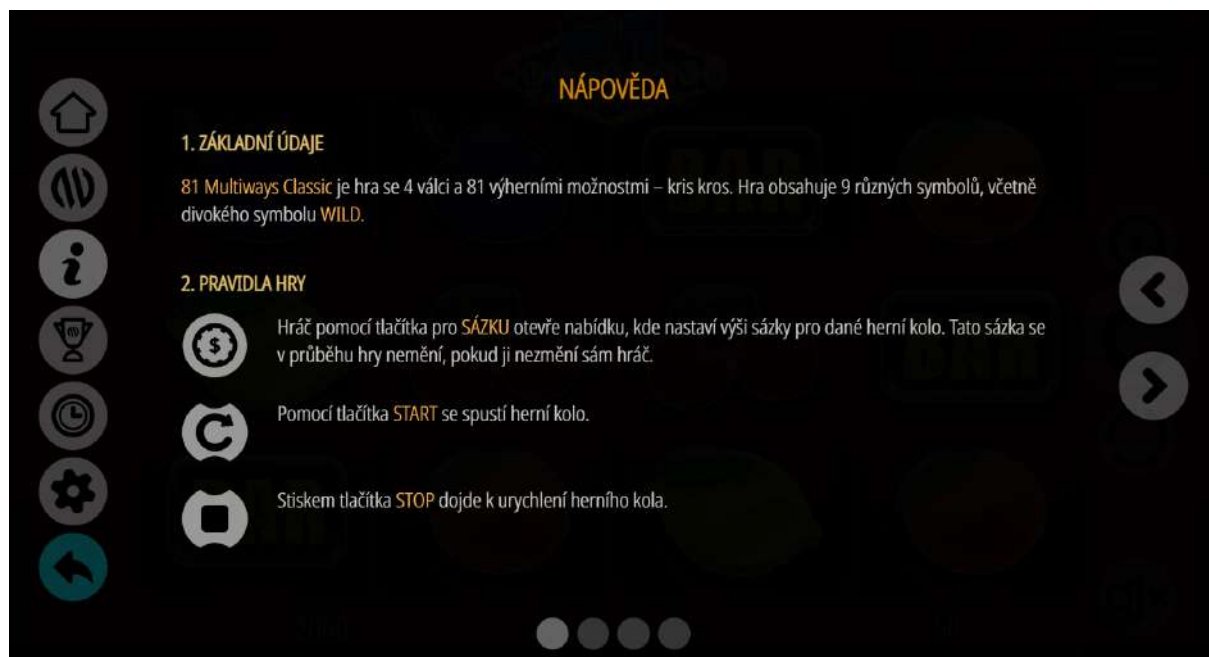 NÁPOVĚDA
1. ZÁKLADNÍ ÚDAJE
81 Multiways Classic je hra se 4 válci a 81 výherními možnostmi – kris kros. Hra obsahuje 9 různých symbolů, včetně
divokého symbolu WILD.
2. PRAVIDLA HRY
Hráč pomocí tlačítka pro SÁZKU otevře nabídku, kde nastaví výši sázky pro dané herní kolo. Tato sázka se
v průběhu hry nemění, pokud ji nezmění sám hráč.
Pomocí tlačítka START se spustí herní kolo.
Stiskem tlačítka STOP dojde k urychlení herního kola.